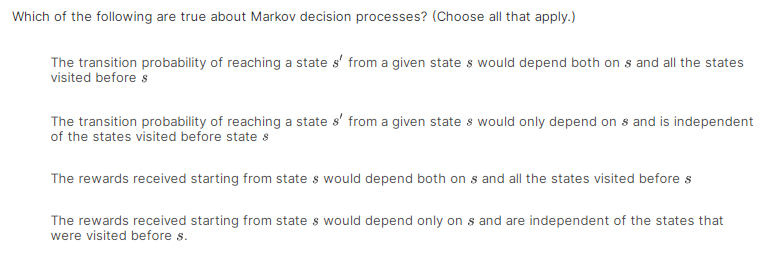 Which of the following are true about Markov decision processes? (Choose all that apply.)
The transition probability of reaching a state s′ from a given state s would depend both on s and all the states
visited before s
The transition probability of reaching a state s′ from a given state s would only depend on s and is independent
of the states visited before state s
The rewards received starting from state s would depend both on s and all the states visited before s
The rewards received starting from state s would depend only on s and are independent of the states that
were visited before s.